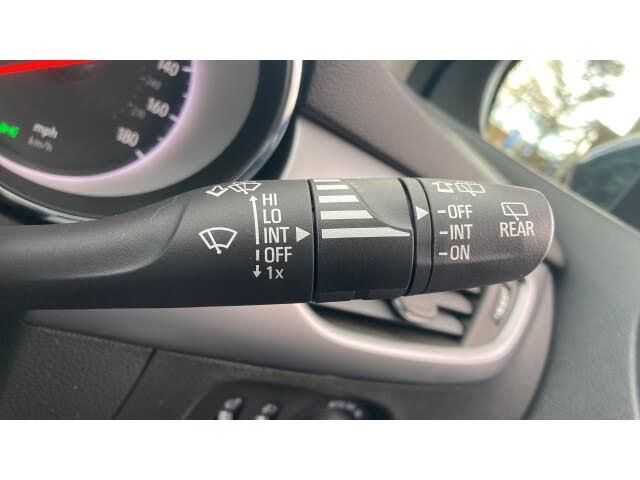 140
160
180
mph
km/h
HI
LO
INT
OFF
1x
OFF
INT
ON
REAR